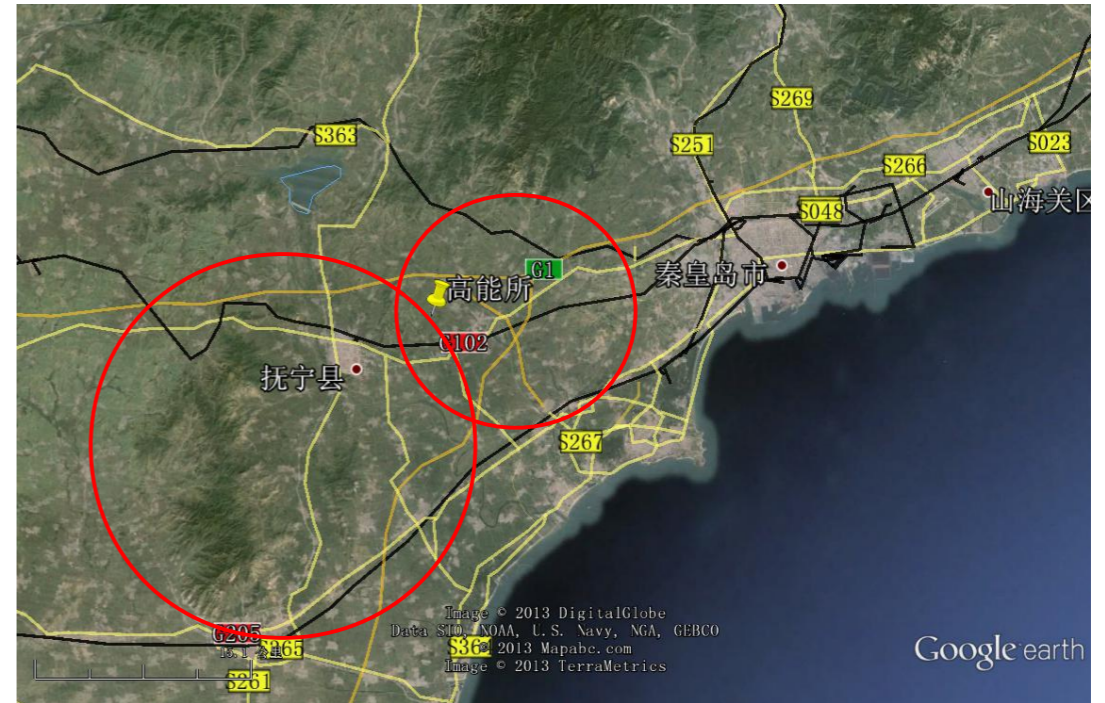 S269
S363
S251
S023
S266
山海关区
S048
G1
秦皇岛市
高能所
G102
抚宁县
S267
G205
Image © 2013 DigitalGlobe
Data SIO, NOAA, U.S. Navy, NGA, GEBCO
© 2013 Mapabc.com
Image © 2013 TerraMetrics
S365
Google earth
S261